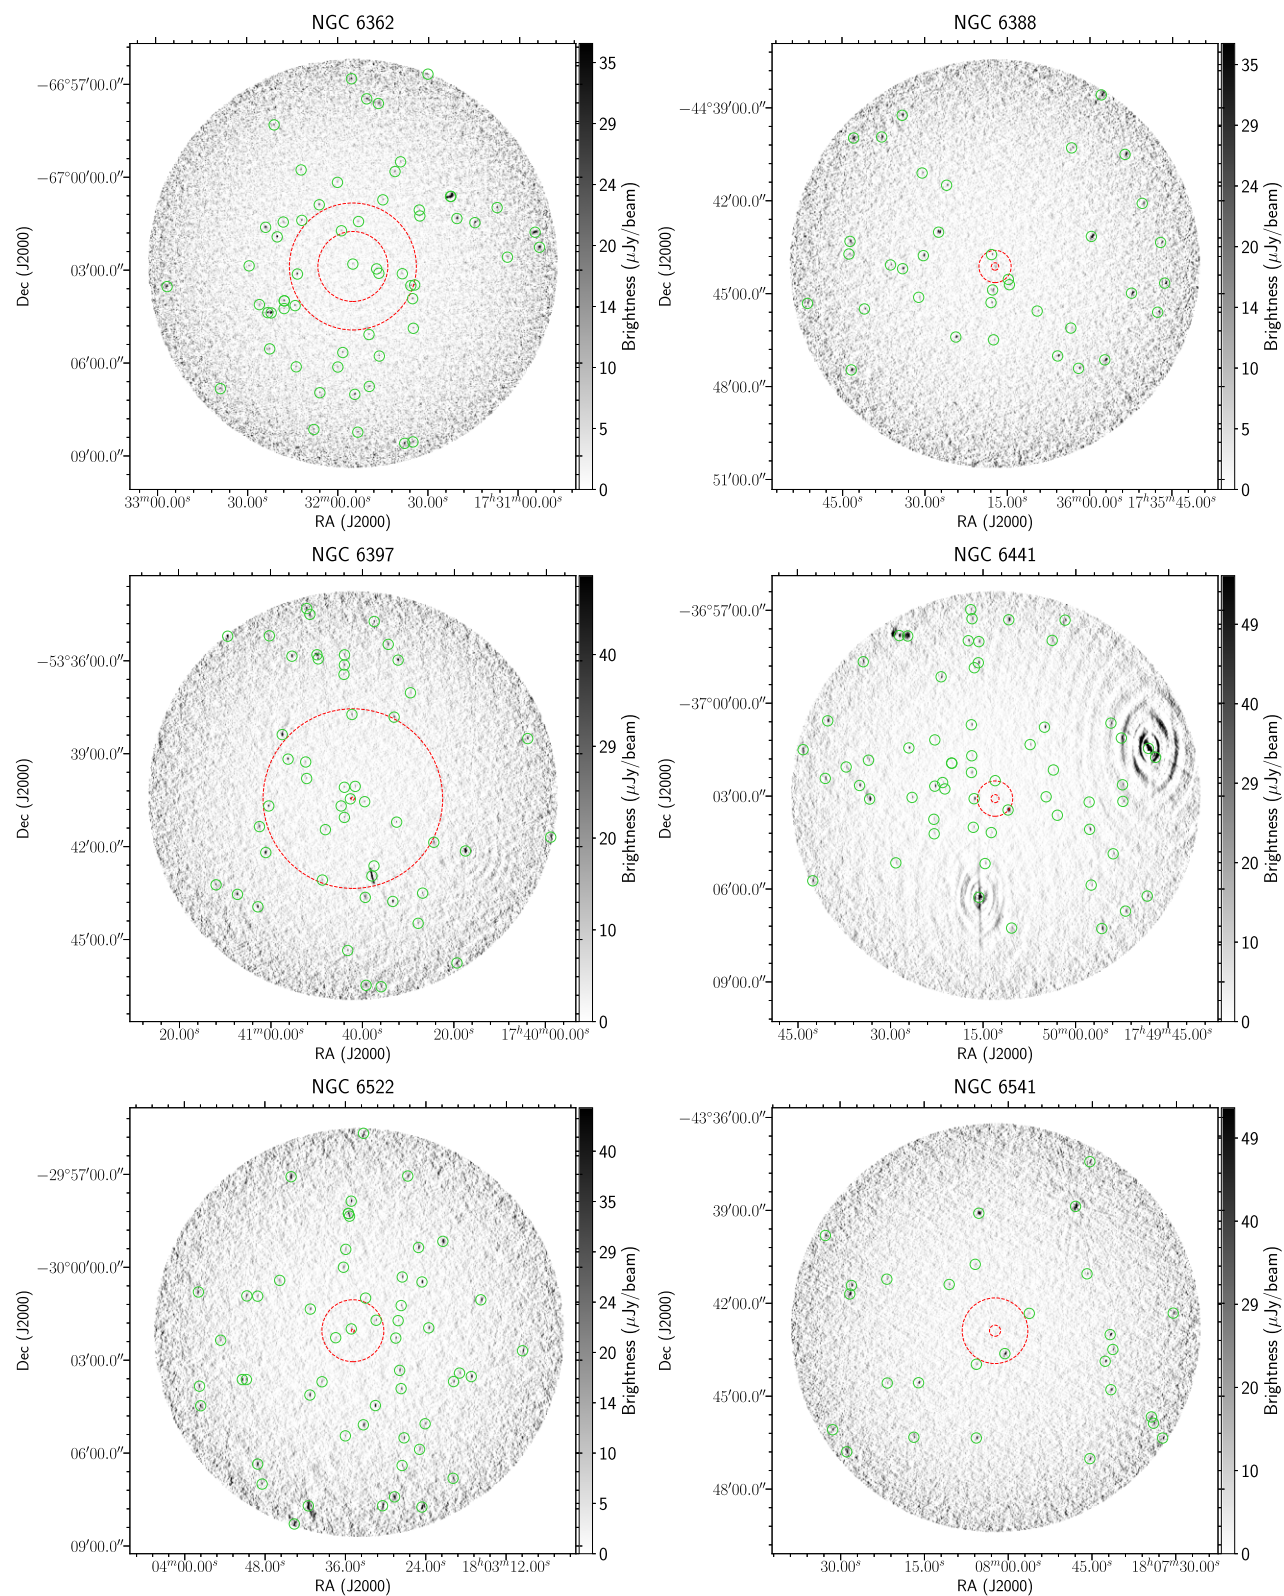 NGC 6362
−66°57′00.0″
−67°00′00.0″
03′00.0″
06′00.0″
09′00.0″
Dec (J2000)
33ᵐ00.00ˢ
30.00ˢ
32ᵐ00.00ˢ
30.00ˢ
17ʰ31ᵐ00.00ˢ
RA (J2000)
35
29
24
20
14
10
5
0
Brightness (μJy/beam)
NGC 6388
−44°39′00.0″
42′00.0″
45′00.0″
48′00.0″
51′00.0″
Dec (J2000)
45.00ˢ
30.00ˢ
15.00ˢ
36ᵐ00.00ˢ
17ʰ35ᵐ45.00ˢ
RA (J2000)
35
29
24
20
14
10
5
0
Brightness (μJy/beam)
NGC 6397
−53°36′00.0″
39′00.0″
42′00.0″
45′00.0″
Dec (J2000)
20.00ˢ
41ᵐ00.00ˢ
40.00ˢ
20.00ˢ
17ʰ40ᵐ00.00ˢ
RA (J2000)
40
29
20
10
0
Brightness (μJy/beam)
NGC 6441
−36°57′00.0″
−37°00′00.0″
03′00.0″
06′00.0″
09′00.0″
Dec (J2000)
45.00ˢ
30.00ˢ
15.00ˢ
50ᵐ00.00ˢ
17ʰ49ᵐ45.00ˢ
RA (J2000)
49
40
29
20
10
0
Brightness (μJy/beam)
NGC 6522
−29°57′00.0″
−30°00′00.0″
03′00.0″
06′00.0″
09′00.0″
Dec (J2000)
04ᵐ00.00ˢ
48.00ˢ
36.00ˢ
24.00ˢ
18ʰ03ᵐ12.00ˢ
RA (J2000)
40
35
29
24
20
14
10
5
0
Brightness (μJy/beam)
NGC 6541
−43°36′00.0″
39′00.0″
42′00.0″
45′00.0″
48′00.0″
Dec (J2000)
30.00ˢ
15.00ˢ
08ᵐ00.00ˢ
45.00ˢ
18ʰ07ᵐ30.00ˢ
RA (J2000)
49
40
29
20
10
0
Brightness (μJy/beam)